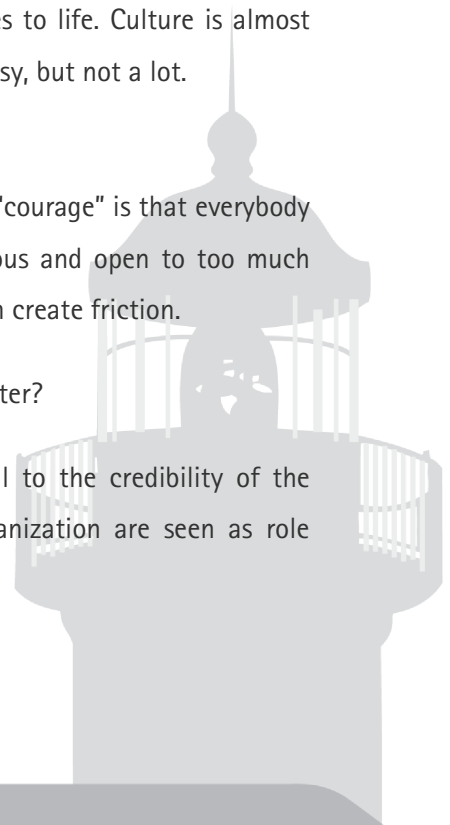 es to life. Culture is almost
sy, but not a lot.
"courage" is that everybody
ous and open to too much
n create friction.
ter?
l to the credibility of the
anization are seen as role